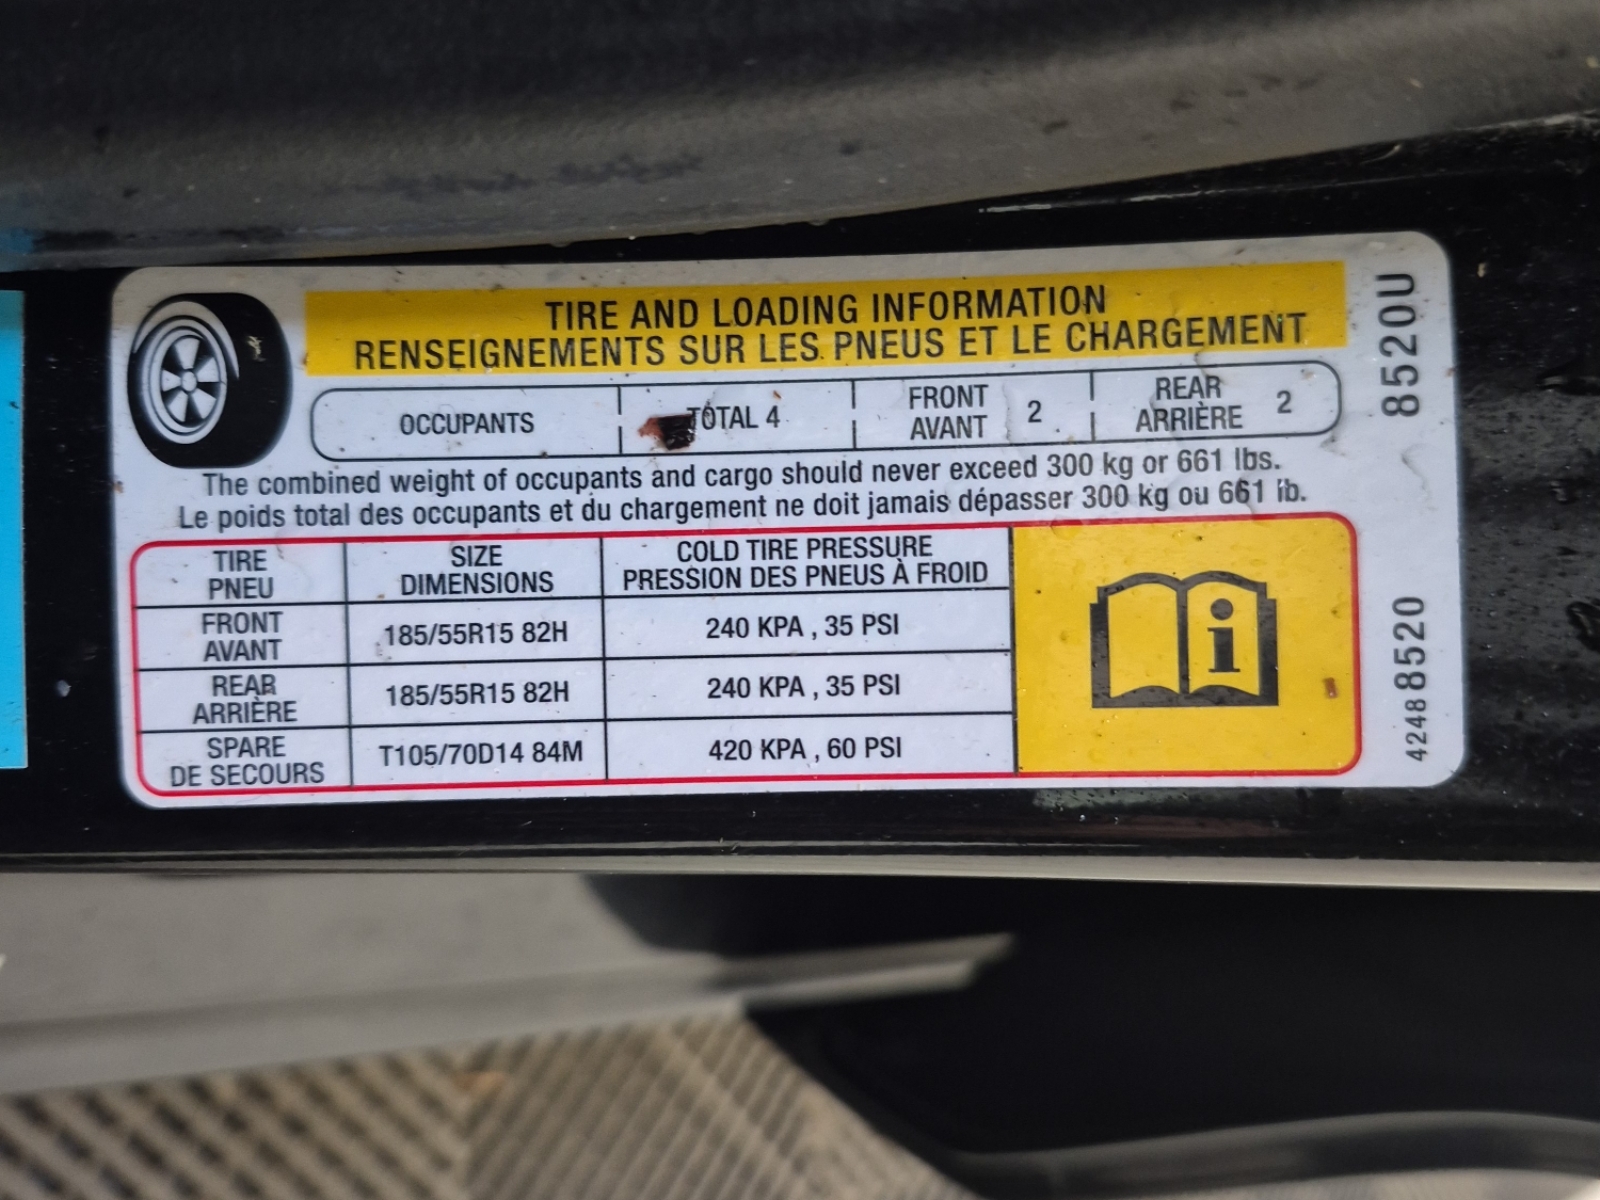 TIRE AND LOADING INFORMATION
RENSEIGNEMENTS SUR LES PNEUS ET LE CHARGEMENT
OCCUPANTS TOTAL 4 FRONT AVANT 2 REAR ARRIÈRE 2
The combined weight of occupants and cargo should never exceed 300 kg or 661 lbs.
Le poids total des occupants et du chargement ne doit jamais dépasser 300 kg ou 661 lb.
TIRE PNEU SIZE DIMENSIONS COLD TIRE PRESSURE PRESSION DES PNEUS À FROID
FRONT AVANT 185/55R15 82H 240 KPA , 35 PSI
REAR ARRIÈRE 185/55R15 82H 240 KPA , 35 PSI
SPARE DE SECOURS T105/70D14 84M 420 KPA , 60 PSI
8520U
42488520